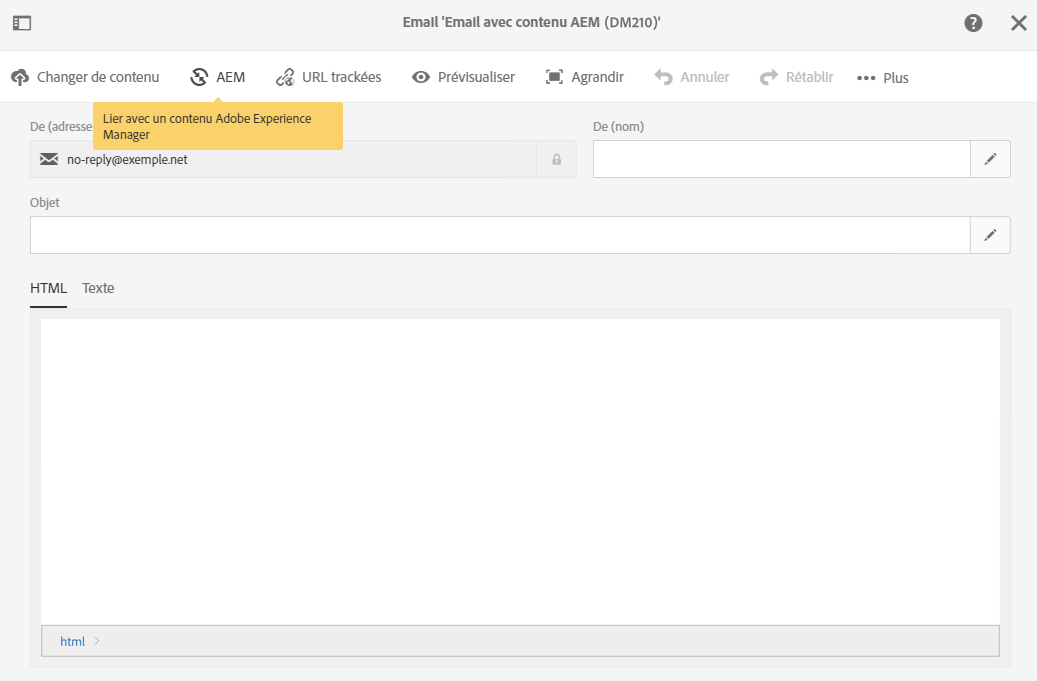 Email 'Email avec contenu AEM (DM210)'
Changer de contenu AEM URL trackées Prévisualiser Agrandir Annuler Rétablir Plus
Lier avec un contenu Adobe Experience
Manager
De (adresse
De (nom)
no-reply@exemple.net
Objet
HTML Texte
html